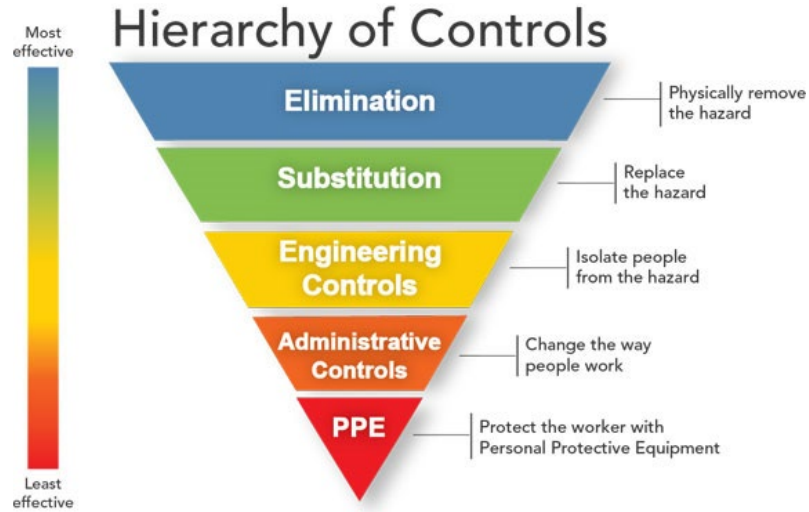 Most
effective
Hierarchy of Controls
Elimination
Physically remove
the hazard
Substitution
Replace
the hazard
Engineering
Controls
Isolate people
from the hazard
Administrative
Controls
Change the way
people work
PPE
Protect the worker with
Personal Protective Equipment
Least
effective